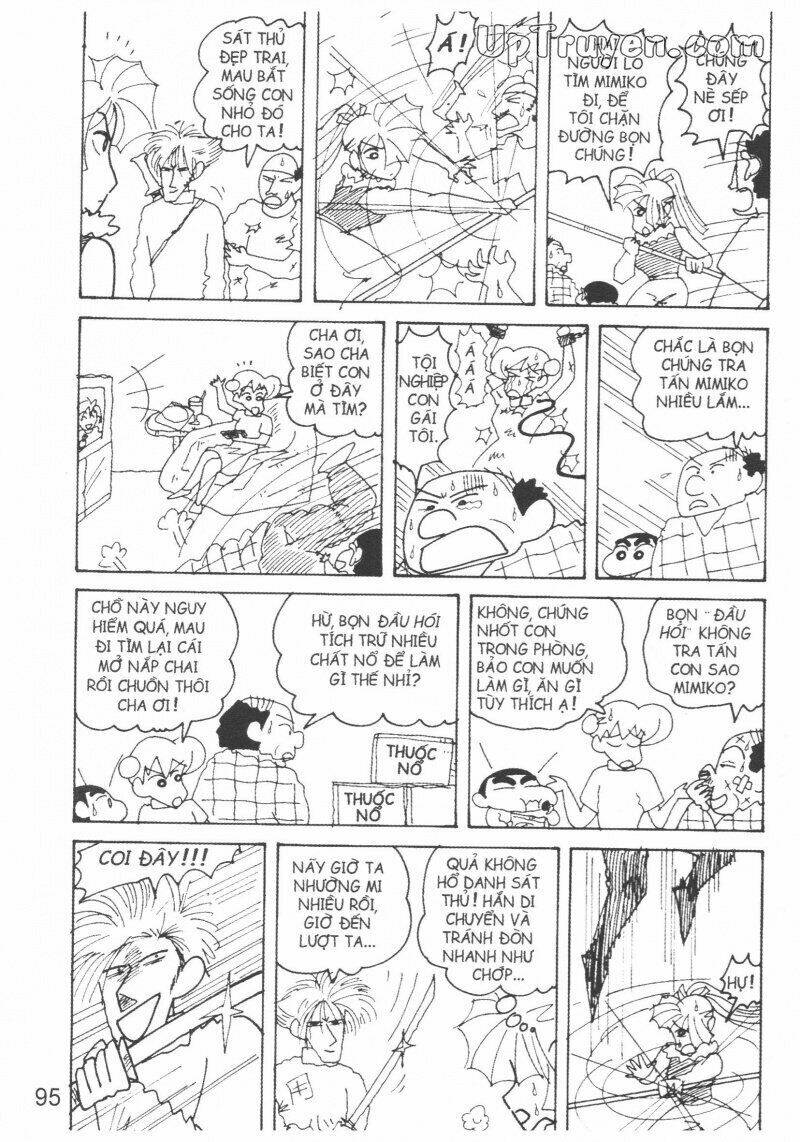 UpTruyen.com
CHÚNG
ĐÂY
NÈ SẾP
ƠI!
HAI
NGƯỜI LO
TÌM MIMIKO
ĐI, ĐỂ
TÔI CHẶN
ĐƯỜNG BỌN
CHÚNG!
Á!
SÁT THỦ
ĐẸP TRAI,
MAU BẮT
SỐNG CON
NHỎ ĐÓ
CHO TA!
CHẮC LÀ BỌN
CHÚNG TRA
TẤN MIMIKO
NHIỀU LẮM...
Á
Á
Á
TỘI
NGHIỆP
CON
GÁI
TÔI.
CHA ƠI,
SAO CHA
BIẾT CON
Ở ĐÂY
MÀ TÌM?
BỌN "ĐẦU
HÓI" KHÔNG
TRA TẤN
CON SAO
MIMIKO?
KHÔNG, CHÚNG
NHỐT CON
TRONG PHÒNG,
BẢO CON MUỐN
LÀM GÌ, ĂN GÌ
TÙY THÍCH Ạ!
HỪ, BỌN ĐẦU HÓI
TÍCH TRỮ NHIỀU
CHẤT NỔ ĐỂ LÀM
GÌ THẾ NHỈ?
THUỐC
NỔ
THUỐC
NỔ
CHỖ NÀY NGUY
HIỂM QUÁ, MAU
ĐI TÌM LẠI CÁI
MỞ NẮP CHAI
RỒI CHUỒN THÔI
CHA ƠI!
HỰ!
QUẢ KHÔNG
HỔ DANH SÁT
THỦ! HẮN DI
CHUYỂN VÀ
TRÁNH ĐÒN
NHANH NHƯ
CHỚP...
NÃY GIỜ TA
NHƯỜNG MI
NHIỀU RỒI,
GIỜ ĐẾN
LƯỢT TA...
COI ĐÂY!!!
95